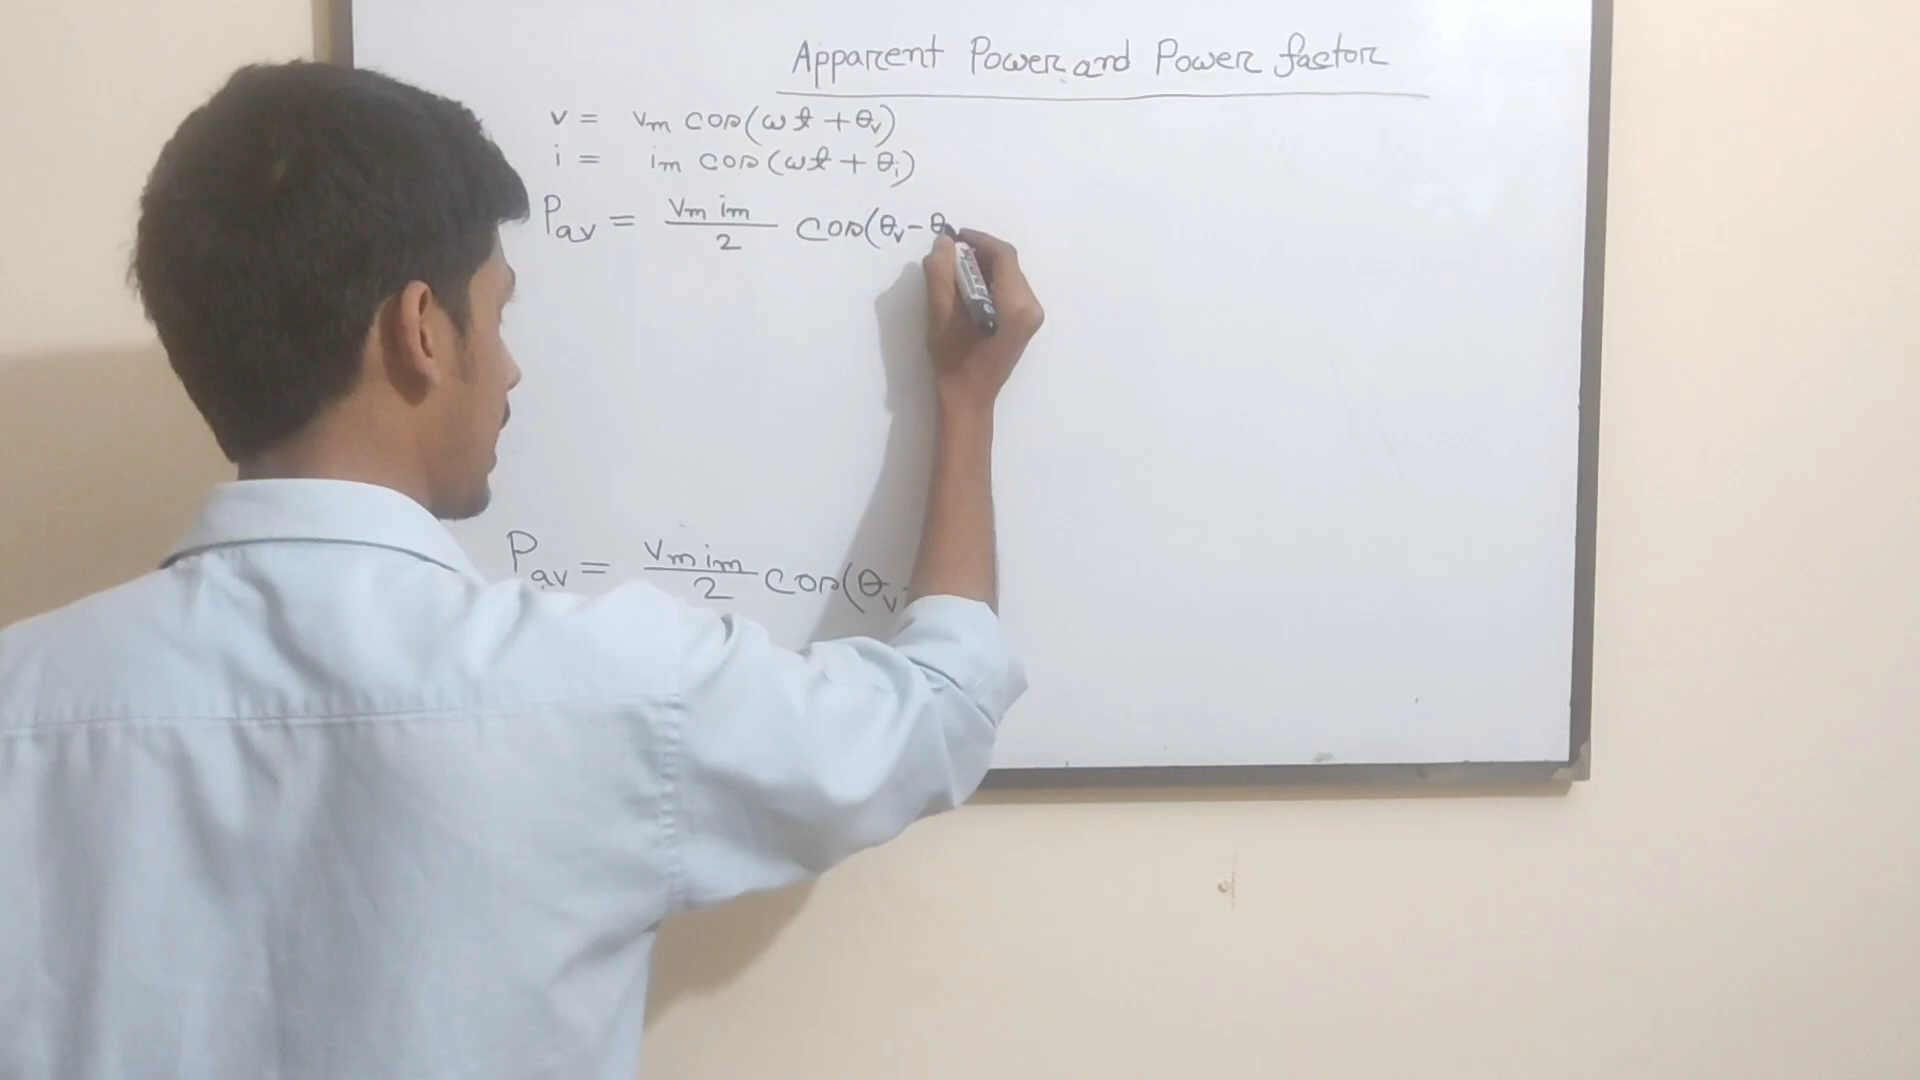 Apparent Power and Power factor
v = vm cos(ωt + θv)
i = im cos(ωt + θi)
Pav = vm im / 2 cos(θv - θ
Pav = vm im / 2 cos(θv